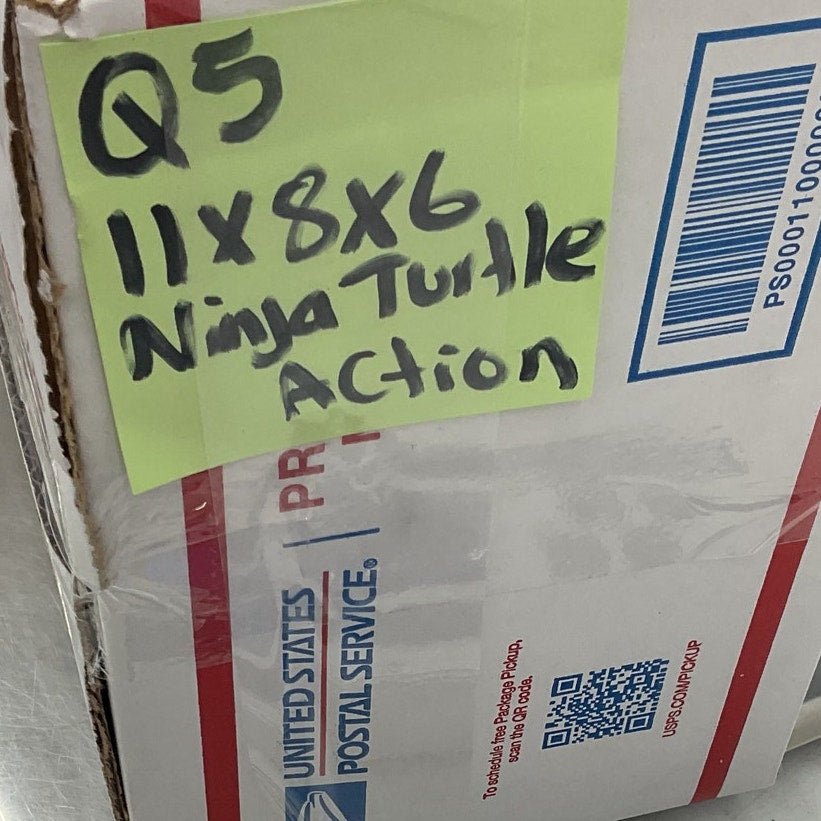 Q5
11x8x6
Ninja Turtle
Action
UNITED STATES
POSTAL SERVICE®
To schedule free Package Pickup,
scan the QR code.
USPS.COM/PICKUP